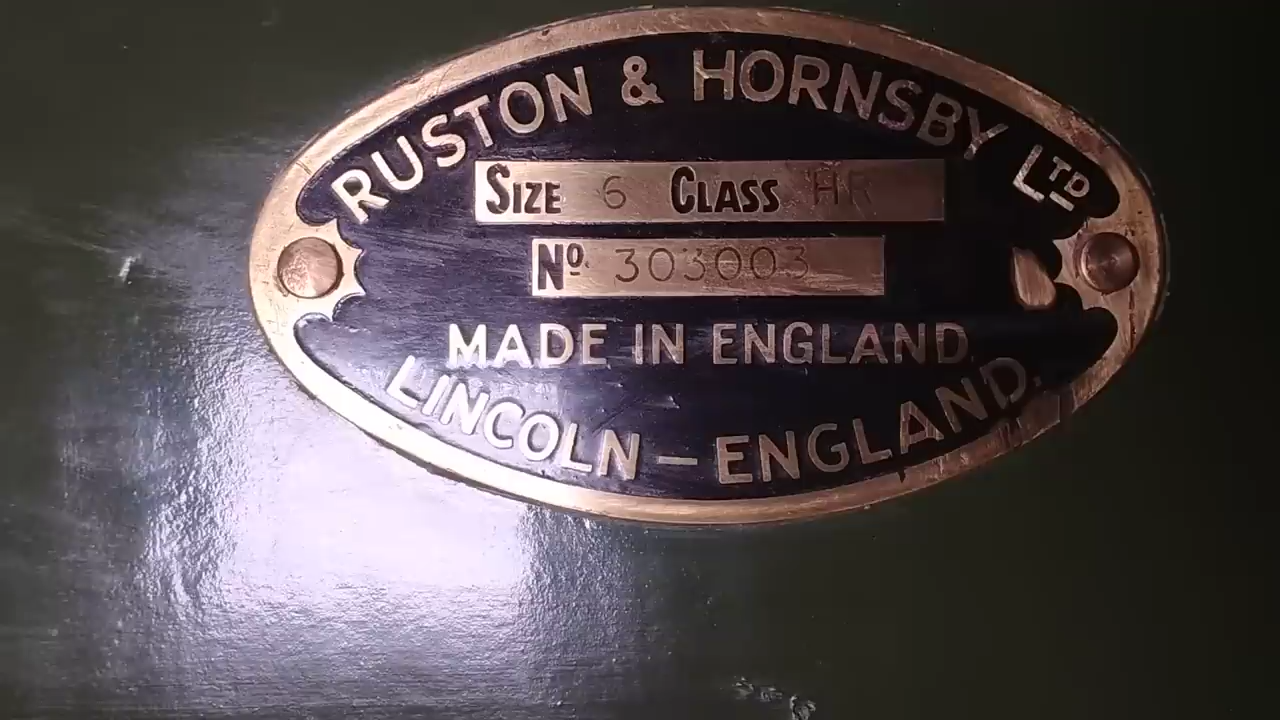 RUSTON & HORNSBY LTD
SIZE 6 CLASS HR
No 303003
MADE IN ENGLAND
LINCOLN – ENGLAND.